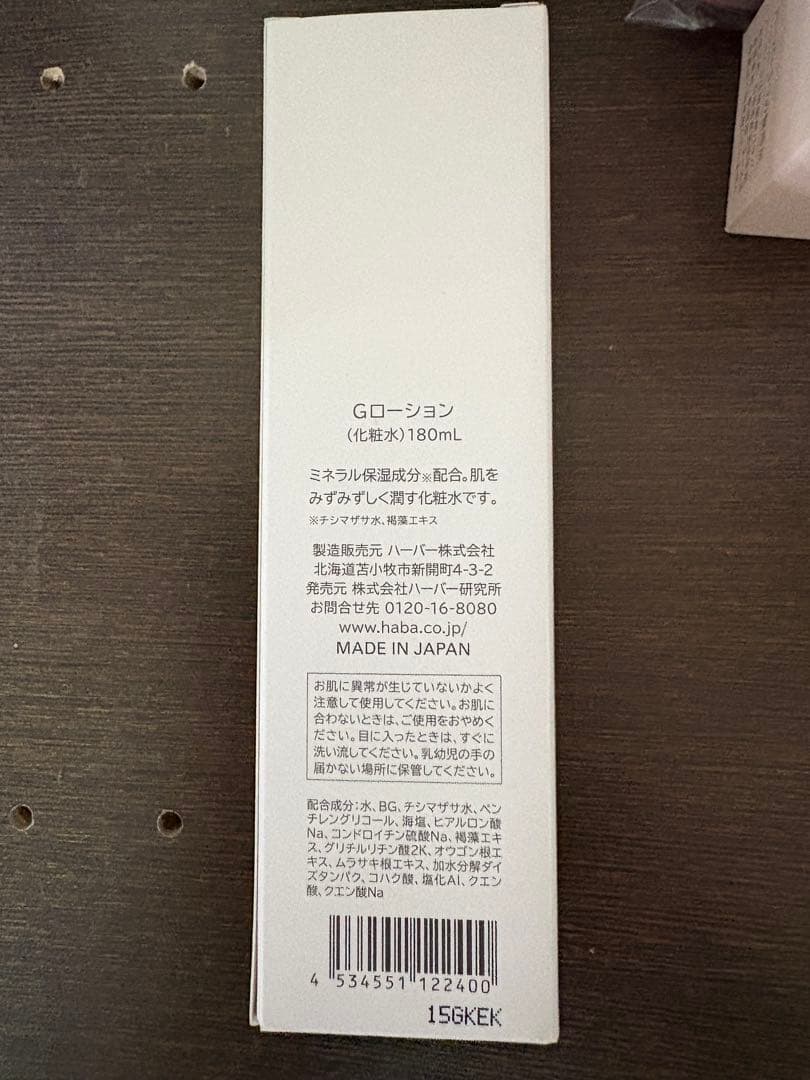 Gローション
(化粧水)180mL
ミネラル保湿成分※配合。肌を
みずみずしく潤す化粧水です。
※チシマザサ水、褐藻エキス
製造販売元 ハーバー株式会社
北海道苫小牧市新開町4-3-2
発売元 株式会社ハーバー研究所
お問合せ先 0120-16-8080
www.haba.co.jp/
MADE IN JAPAN
お肌に異常が生じていないかよく
注意して使用してください。お肌に
合わないときは、ご使用をおやめく
ださい。目に入ったときは、すぐに
洗い流してください。乳幼児の手の
届かない場所に保管してください。
配合成分:水、BG、チシマザサ水、ペン
チレングリコール、海塩、ヒアルロン酸
Na、コンドロイチン硫酸Na、褐藻エキ
ス、グリチルリチン酸2K、オウゴン根エ
キス、ムラサキ根エキス、加水分解ダイ
ズタンパク、コハク酸、塩化Al、クエン
酸、クエン酸Na
4 534551 122400
15GKEK